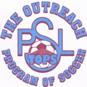 THE OUTREACH
PSL
TOPS
PROGRAM OF SOCCER